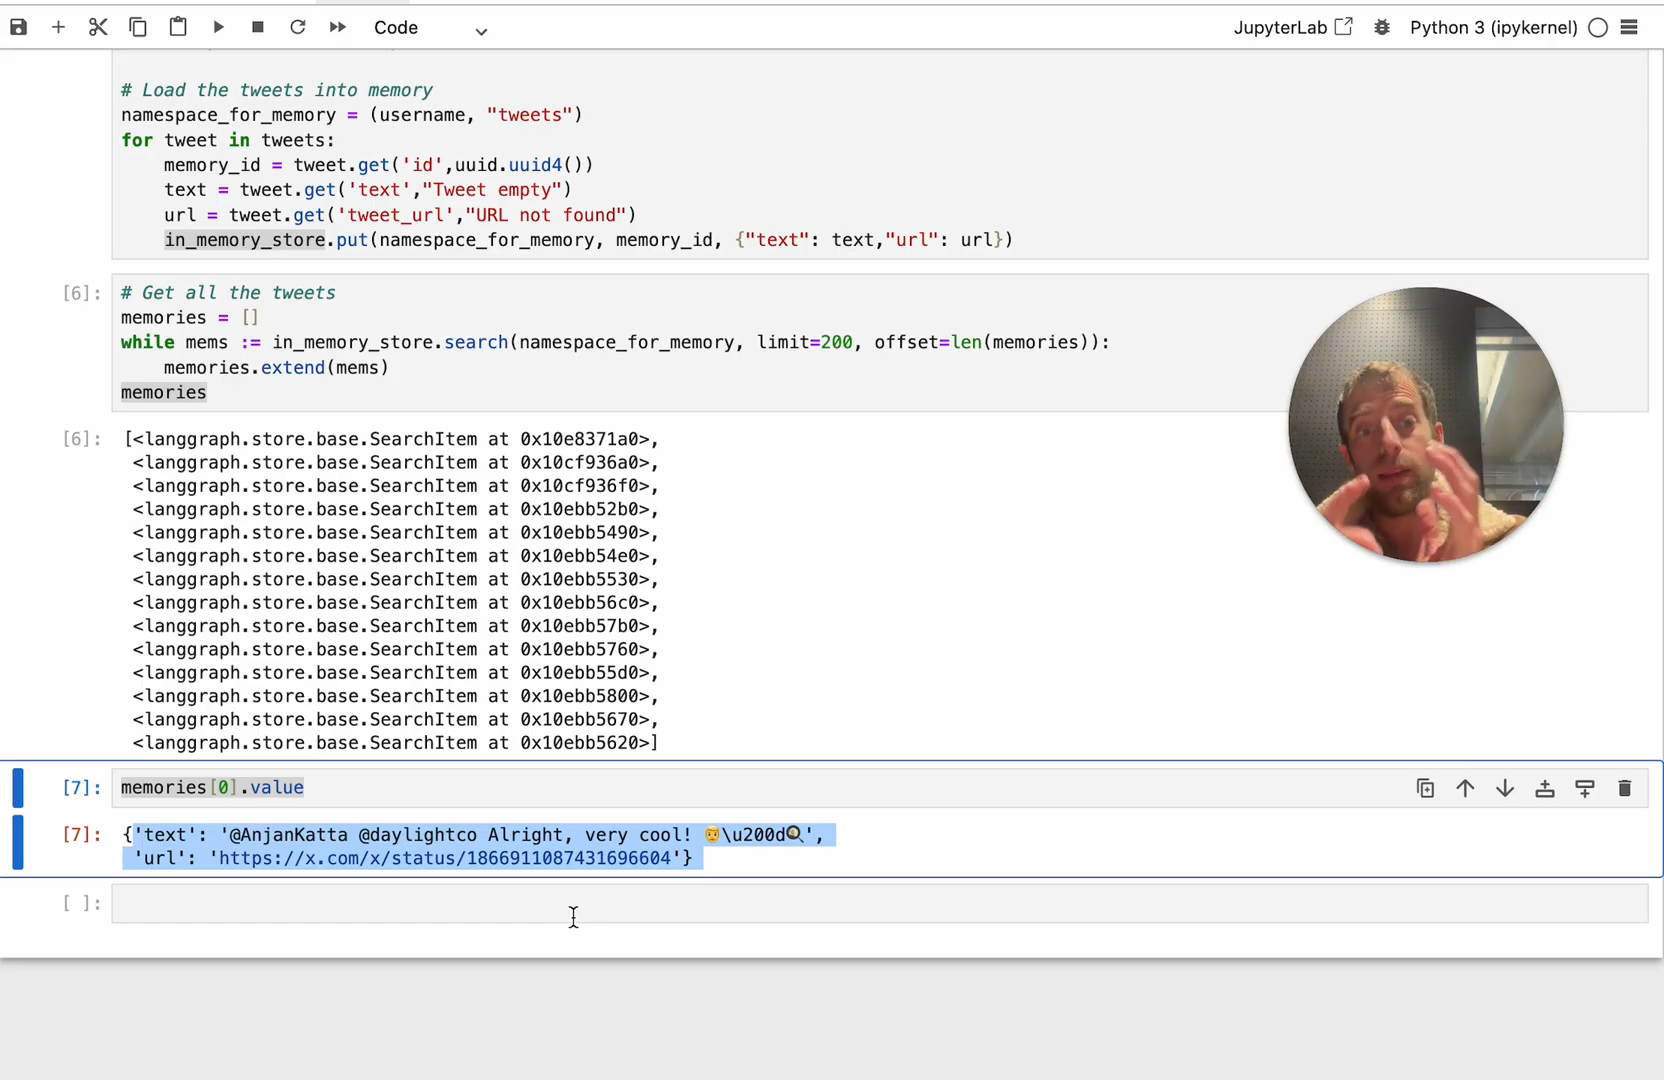 Code
JupyterLab
Python 3 (ipykernel)
# Load the tweets into memory
namespace_for_memory = (username, "tweets")
for tweet in tweets:
    memory_id = tweet.get('id',uuid.uuid4())
    text = tweet.get('text',"Tweet empty")
    url = tweet.get('tweet_url',"URL not found")
    in_memory_store.put(namespace_for_memory, memory_id, {"text": text,"url": url})
[6]: # Get all the tweets
memories = []
while mems := in_memory_store.search(namespace_for_memory, limit=200, offset=len(memories)):
    memories.extend(mems)
memories
[6]: [<langgraph.store.base.SearchItem at 0x10e8371a0>,
<langgraph.store.base.SearchItem at 0x10cf936a0>,
<langgraph.store.base.SearchItem at 0x10cf936f0>,
<langgraph.store.base.SearchItem at 0x10ebb52b0>,
<langgraph.store.base.SearchItem at 0x10ebb5490>,
<langgraph.store.base.SearchItem at 0x10ebb54e0>,
<langgraph.store.base.SearchItem at 0x10ebb5530>,
<langgraph.store.base.SearchItem at 0x10ebb56c0>,
<langgraph.store.base.SearchItem at 0x10ebb57b0>,
<langgraph.store.base.SearchItem at 0x10ebb5760>,
<langgraph.store.base.SearchItem at 0x10ebb55d0>,
<langgraph.store.base.SearchItem at 0x10ebb5800>,
<langgraph.store.base.SearchItem at 0x10ebb5670>,
<langgraph.store.base.SearchItem at 0x10ebb5620>]
[7]: memories[0].value
[7]: {'text': '@AnjanKatta @daylightco Alright, very cool! 👨\u200d🔍',
'url': 'https://x.com/x/status/1866911087431696604'}
[ ]: